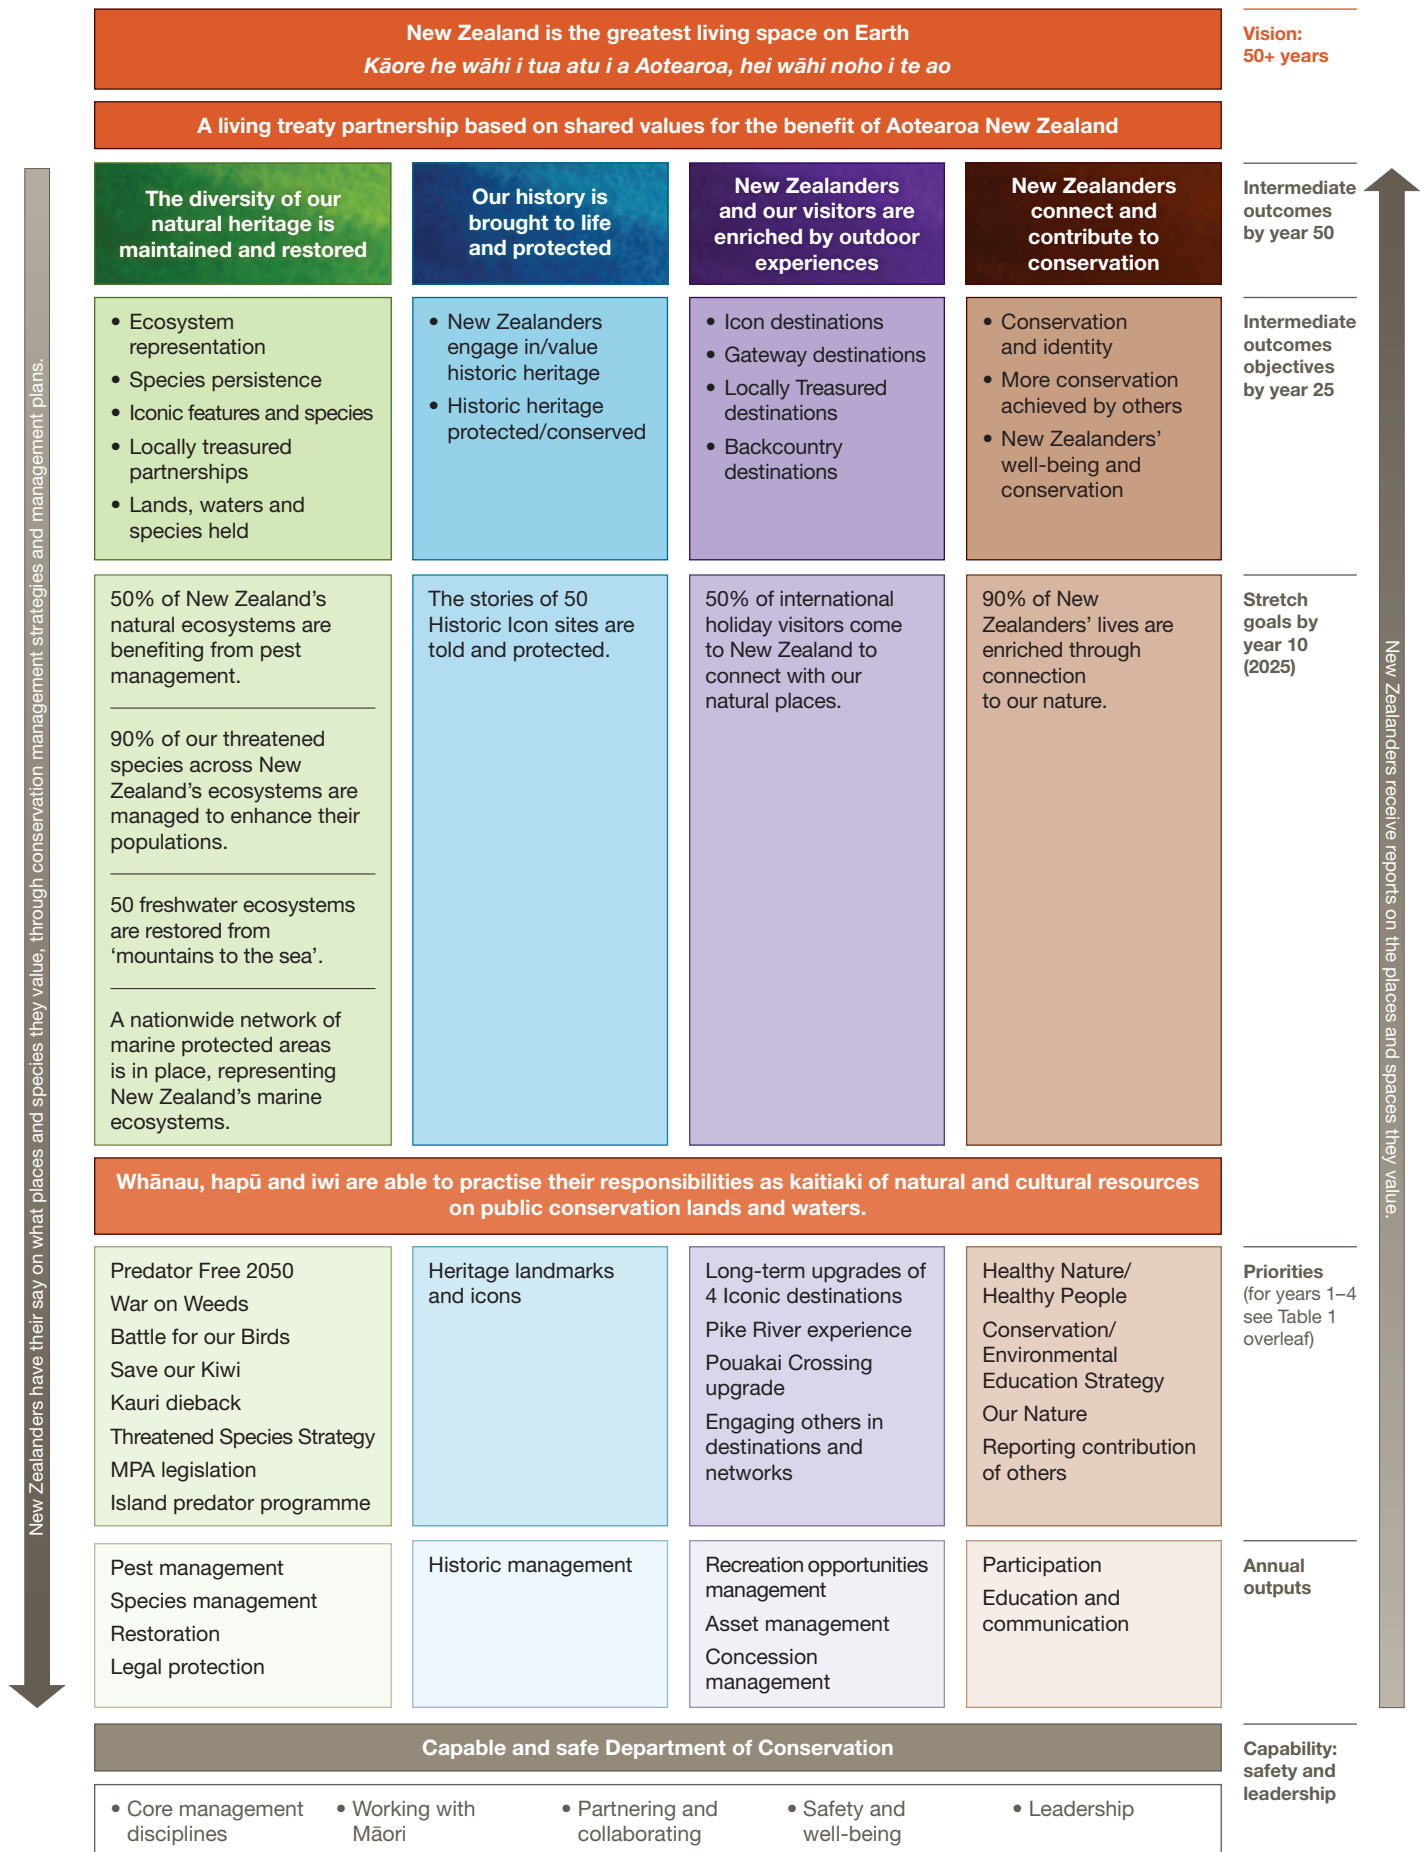 New Zealand is the greatest living space on Earth
Kāore he wāhi i tua atu i a Aotearoa, hei wāhi noho i te ao
Vision:
50+ years
A living treaty partnership based on shared values for the benefit of Aotearoa New Zealand
The diversity of our
natural heritage is
maintained and restored
Our history is
brought to life
and protected
New Zealanders
and our visitors are
enriched by outdoor
experiences
New Zealanders
connect and
contribute to
conservation
Intermediate
outcomes
by year 50
• Ecosystem
representation
• Species persistence
• Iconic features and species
• Locally treasured
partnerships
• Lands, waters and
species held
• New Zealanders
engage in/value
historic heritage
• Historic heritage
protected/conserved
• Icon destinations
• Gateway destinations
• Locally Treasured
destinations
• Backcountry
destinations
• Conservation
and identity
• More conservation
achieved by others
• New Zealanders'
well-being and
conservation
Intermediate
outcomes
objectives
by year 25
50% of New Zealand's
natural ecosystems are
benefiting from pest
management.
90% of our threatened
species across New
Zealand's ecosystems are
managed to enhance their
populations.
50 freshwater ecosystems
are restored from
'mountains to the sea'.
A nationwide network of
marine protected areas
is in place, representing
New Zealand's marine
ecosystems.
The stories of 50
Historic Icon sites are
told and protected.
50% of international
holiday visitors come
to New Zealand to
connect with our
natural places.
90% of New
Zealanders' lives are
enriched through
connection
to our nature.
Stretch
goals by
year 10
(2025)
Whānau, hapū and iwi are able to practise their responsibilities as kaitiaki of natural and cultural resources
on public conservation lands and waters.
Predator Free 2050
War on Weeds
Battle for our Birds
Save our Kiwi
Kauri dieback
Threatened Species Strategy
MPA legislation
Island predator programme
Heritage landmarks
and icons
Long-term upgrades of
4 Iconic destinations
Pike River experience
Pouakai Crossing
upgrade
Engaging others in
destinations and
networks
Healthy Nature/
Healthy People
Conservation/
Environmental
Education Strategy
Our Nature
Reporting contribution
of others
Priorities
(for years 1–4
see Table 1
overleaf)
Pest management
Species management
Restoration
Legal protection
Historic management
Recreation opportunities
management
Asset management
Concession
management
Participation
Education and
communication
Annual
outputs
Capable and safe Department of Conservation
• Core management
disciplines
• Working with
Māori
• Partnering and
collaborating
• Safety and
well-being
• Leadership
Capability:
safety and
leadership
New Zealanders have their say on what places and species they value, through conservation management strategies and management plans.
New Zealanders receive reports on the places and spaces they value.